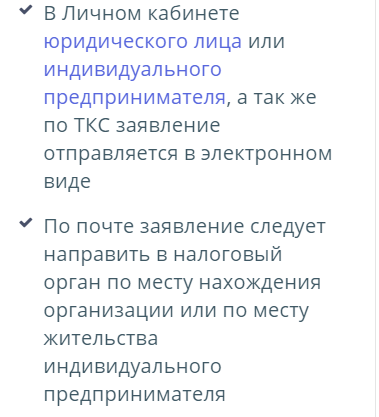 В Личном кабинете
юридического лица или
индивидуального
предпринимателя, а так же
по ТКС заявление
отправляется в электронном
виде
По почте заявление следует
направить в налоговый
орган по месту нахождения
организации или по месту
жительства
индивидуального
предпринимателя